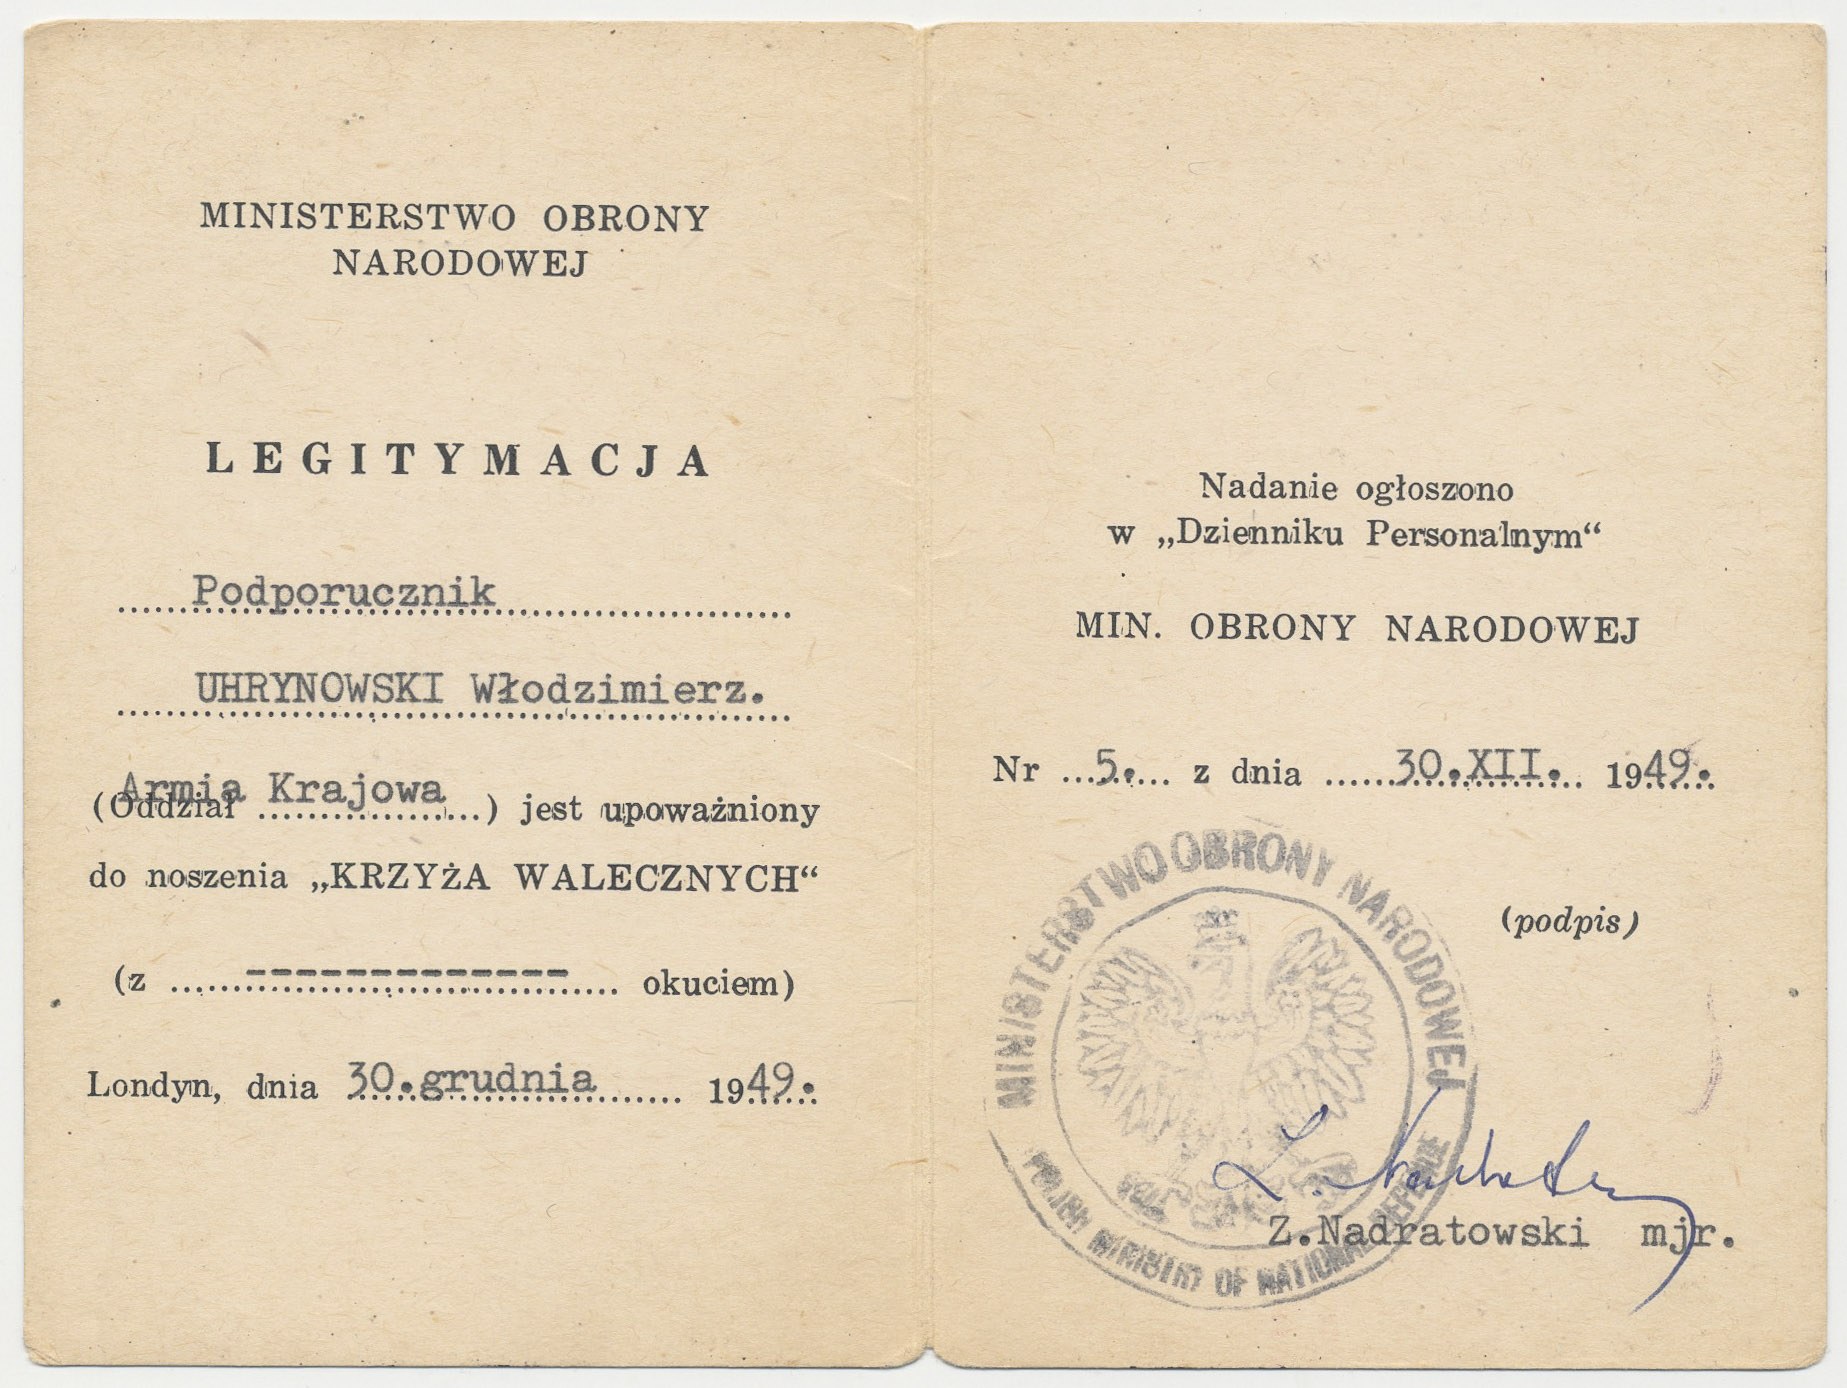 MINISTERSTWO OBRONY
NARODOWEJ
LEGITYMACJA
Podporucznik
UHRYNOWSKI Włodzimierz.
Armia Krajowa
(Oddział ..................) jest upoważniony
do noszenia „KRZYŻA WALECZNYCH“
(z .................................... okuciem)
Londyn, dnia 30.grudnia 1949.
Nadanie ogłoszono
w „Dzienniku Personalnym“
MIN. OBRONY NARODOWEJ
Nr 5. z dnia 30.XII. 1949.
(podpis)
MINISTERSTWO OBRONY NARODOWEJ
POLISH MINISTRY OF NATIONAL DEFENCE
Z.Nadratowski mjr.